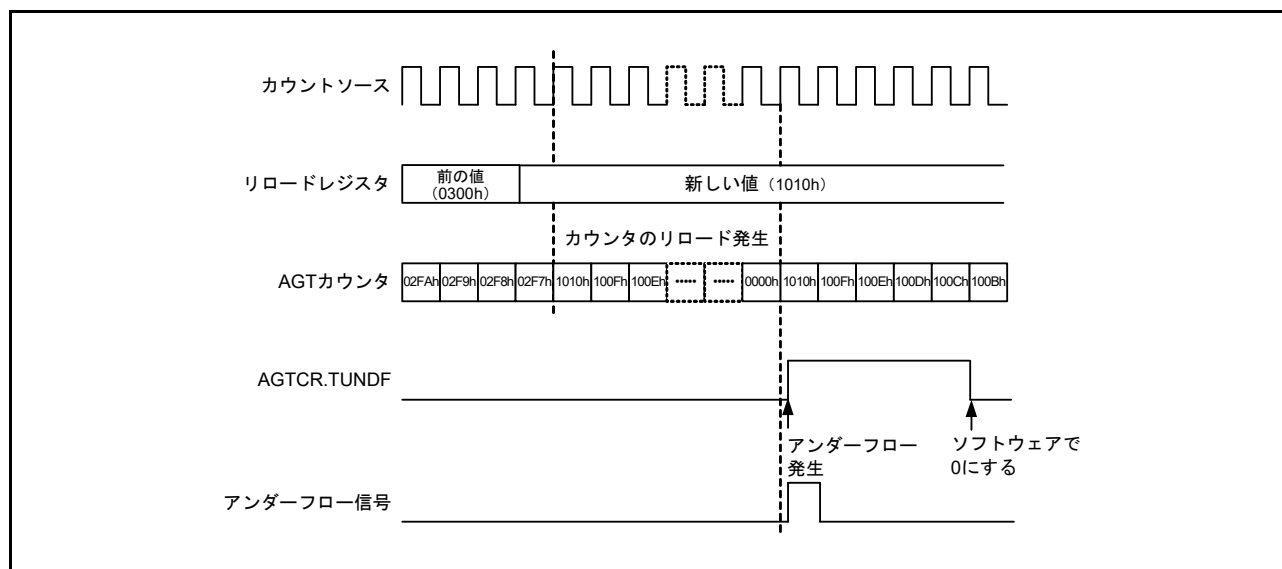 カウントソース
リロードレジスタ
前の値
（0300h）
新しい値（1010h）
カウンタのリロード発生
AGTカウンタ
02FAh 02F9h 02F8h 02F7h 1010h 100Fh 100Eh ····· ····· 0000h 1010h 100Fh 100Eh 100Dh 100Ch 100Bh
AGTCR.TUNDF
アンダーフロー
発生
ソフトウェアで
0にする
アンダーフロー信号